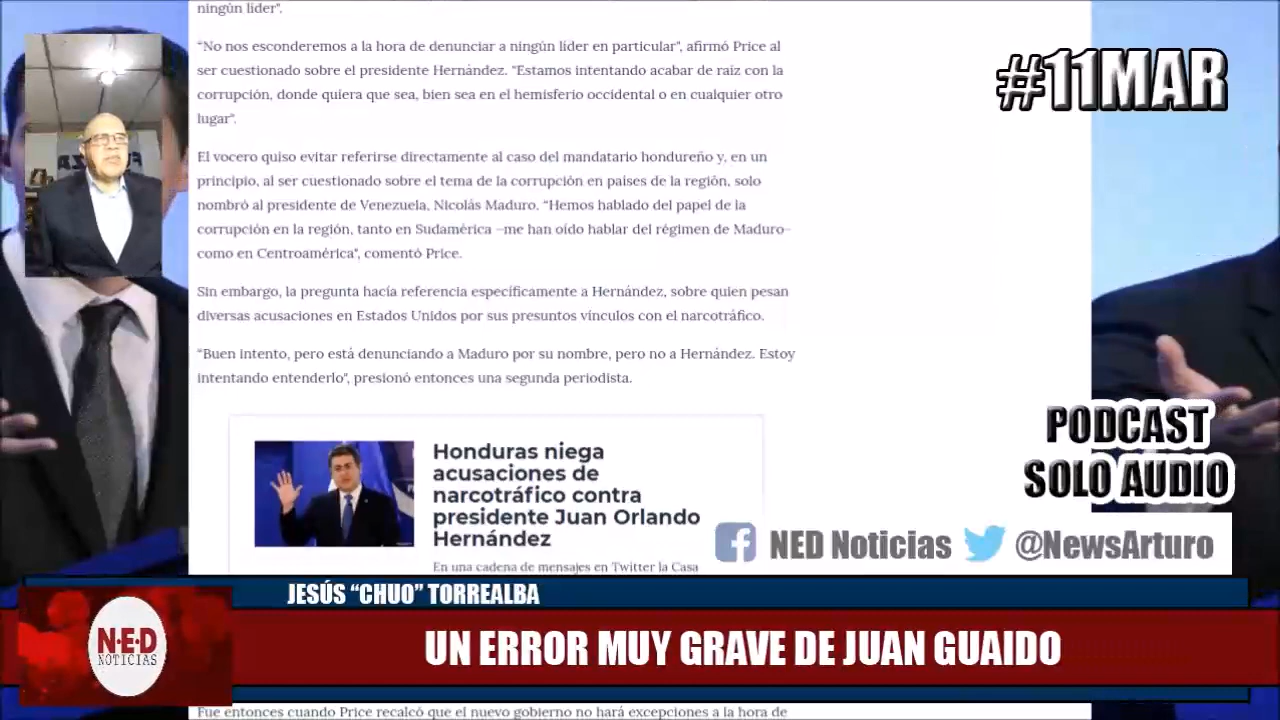 ningún líder".
"No nos esconderemos a la hora de denunciar a ningún líder en particular", afirmó Price al
ser cuestionado sobre el presidente Hernández. "Estamos intentando acabar de raíz con la
corrupción, donde quiera que sea, bien sea en el hemisferio occidental o en cualquier otro
lugar".
El vocero quiso evitar referirse directamente al caso del mandatario hondureño y, en un
principio, al ser cuestionado sobre el tema de la corrupción en países de la región, solo
nombró al presidente de Venezuela, Nicolás Maduro. "Hemos hablado del papel de la
corrupción en la región, tanto en Sudamérica –me han oído hablar del régimen de Maduro–
como en Centroamérica", comentó Price.
Sin embargo, la pregunta hacía referencia específicamente a Hernández, sobre quien pesan
diversas acusaciones en Estados Unidos por sus presuntos vínculos con el narcotráfico.
"Buen intento, pero está denunciando a Maduro por su nombre, pero no a Hernández. Estoy
intentando entenderlo", presionó entonces una segunda periodista.
Honduras niega
acusaciones de
narcotráfico contra
presidente Juan Orlando
Hernández
En una cadena de mensajes en Twitter la Casa
#11MAR
PODCAST
SOLO AUDIO
NED Noticias @NewsArturo
JESÚS “CHUO” TORREALBA
N•E•D
NOTICIAS
UN ERROR MUY GRAVE DE JUAN GUAIDO
Fue entonces cuando Price recalcó que el nuevo gobierno no hará excepciones a la hora de